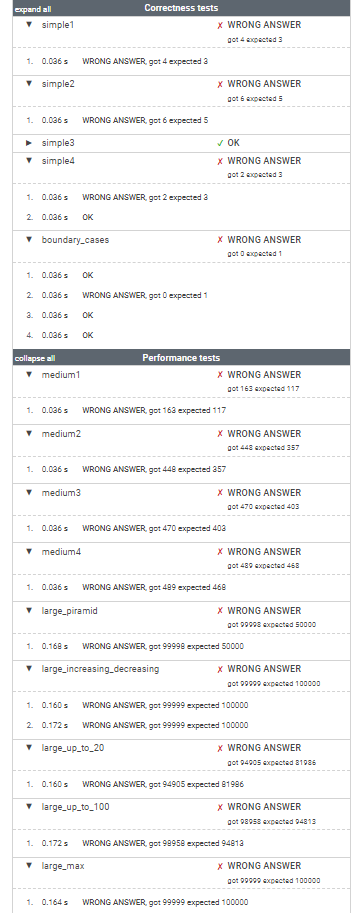 expand all Correctness tests
▼ simple1 ✗ WRONG ANSWER
got 4 expected 3
1. 0.036 s WRONG ANSWER, got 4 expected 3
▼ simple2 ✗ WRONG ANSWER
got 6 expected 5
1. 0.036 s WRONG ANSWER, got 6 expected 5
▶ simple3 ✓ OK
▼ simple4 ✗ WRONG ANSWER
got 2 expected 3
1. 0.036 s WRONG ANSWER, got 2 expected 3
2. 0.036 s OK
▼ boundary_cases ✗ WRONG ANSWER
got 0 expected 1
1. 0.036 s OK
2. 0.036 s WRONG ANSWER, got 0 expected 1
3. 0.036 s OK
4. 0.036 s OK
collapse all Performance tests
▼ medium1 ✗ WRONG ANSWER
got 163 expected 117
1. 0.036 s WRONG ANSWER, got 163 expected 117
▼ medium2 ✗ WRONG ANSWER
got 448 expected 357
1. 0.036 s WRONG ANSWER, got 448 expected 357
▼ medium3 ✗ WRONG ANSWER
got 470 expected 403
1. 0.036 s WRONG ANSWER, got 470 expected 403
▼ medium4 ✗ WRONG ANSWER
got 489 expected 468
1. 0.036 s WRONG ANSWER, got 489 expected 468
▼ large_piramid ✗ WRONG ANSWER
got 99998 expected 50000
1. 0.168 s WRONG ANSWER, got 99998 expected 50000
▼ large_increasing_decreasing ✗ WRONG ANSWER
got 99999 expected 100000
1. 0.160 s WRONG ANSWER, got 99999 expected 100000
2. 0.172 s WRONG ANSWER, got 99999 expected 100000
▼ large_up_to_20 ✗ WRONG ANSWER
got 94905 expected 81986
1. 0.160 s WRONG ANSWER, got 94905 expected 81986
▼ large_up_to_100 ✗ WRONG ANSWER
got 98958 expected 94813
1. 0.172 s WRONG ANSWER, got 98958 expected 94813
▼ large_max ✗ WRONG ANSWER
got 99999 expected 100000
1. 0.164 s WRONG ANSWER, got 99999 expected 100000